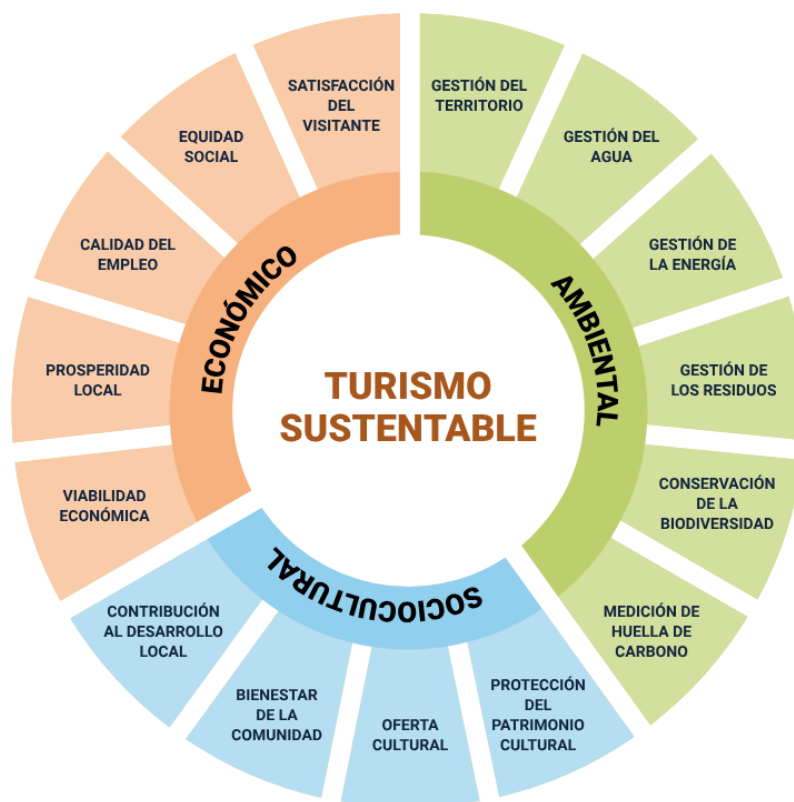 TURISMO
SUSTENTABLE
ECONÓMICO
SATISFACCIÓN
DEL
VISITANTE
EQUIDAD
SOCIAL
CALIDAD DEL
EMPLEO
PROSPERIDAD
LOCAL
VIABILIDAD
ECONÓMICA
AMBIENTAL
GESTIÓN DEL
TERRITORIO
GESTIÓN DEL
AGUA
GESTIÓN DE
LA ENERGÍA
GESTIÓN DE
LOS RESIDUOS
CONSERVACIÓN
DE LA
BIODIVERSIDAD
MEDICIÓN DE
HUELLA DE
CARBONO
SOCIOCULTURAL
PROTECCIÓN
DEL
PATRIMONIO
CULTURAL
OFERTA
CULTURAL
BIENESTAR
DE LA
COMUNIDAD
CONTRIBUCIÓN
AL DESARROLLO
LOCAL